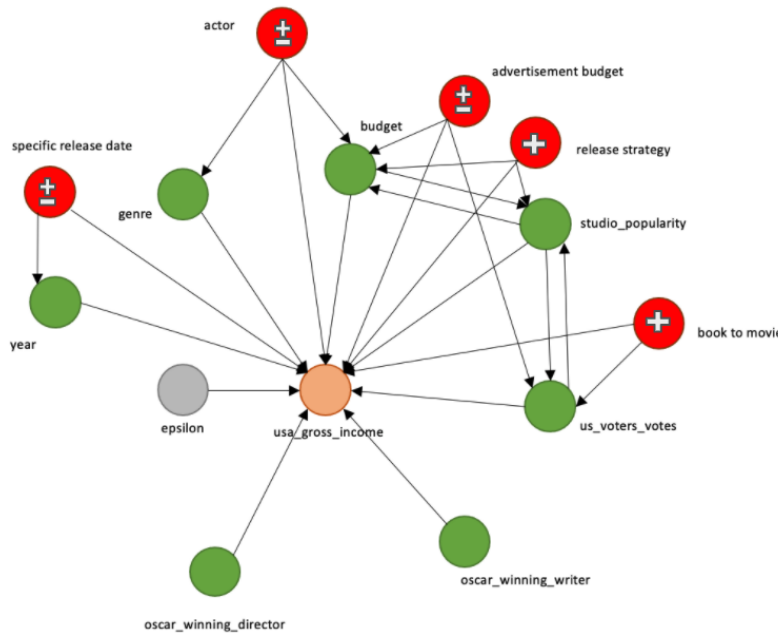 actor
advertisement budget
budget
specific release date
release strategy
genre
studio_popularity
book to movie
year
epsilon
usa_gross_income
us_voters_votes
oscar_winning_writer
oscar_winning_director